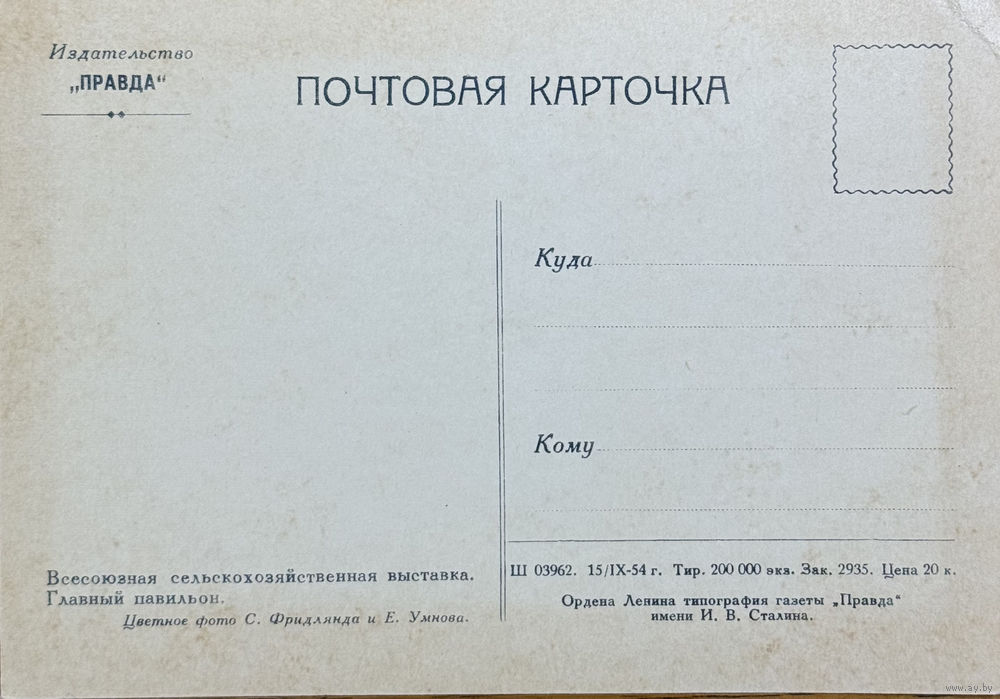 Издательство
„ПРАВДА“
ПОЧТОВАЯ КАРТОЧКА
Куда
Кому
Всесоюзная сельскохозяйственная выставка.
Главный павильон.
Цветное фото С. Фридлянда и Е. Умнова.
Ш 03962. 15/IX-54 г. Тир. 200 000 экз. Зак. 2935. Цена 20 к.
Ордена Ленина типография газеты „Правда“
имени И. В. Сталина.
www.ay.by